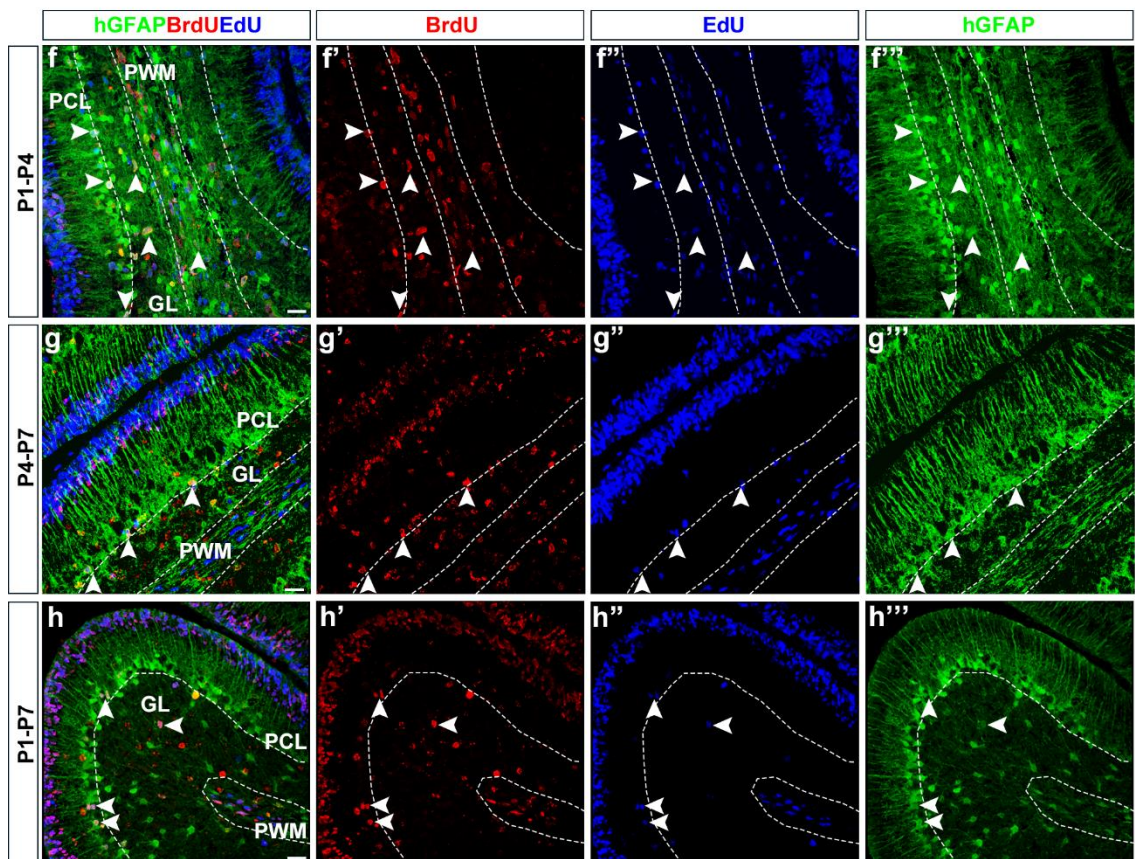 hGFAPBrdUEdU BrdU EdU hGFAP
P1-P4
f f' f'' f'''
PWM
PCL
GL
P4-P7
g g' g'' g'''
PCL
GL
PWM
P1-P7
h h' h'' h'''
GL
PCL
PWM